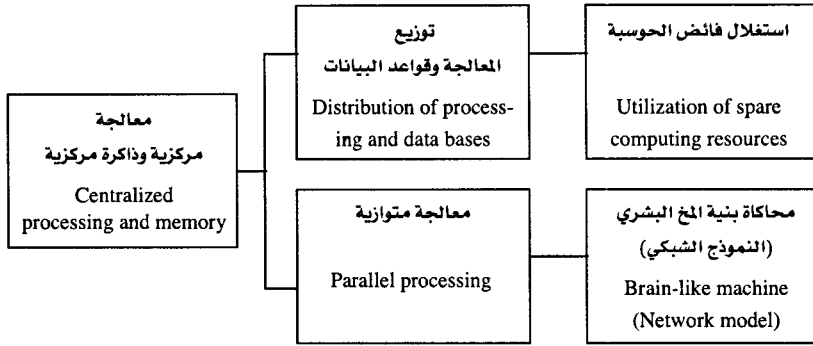 معالجة
مركزية وذاكرة مركزية
Centralized
processing and memory
توزيع
المعالجة وقواعد البيانات
Distribution of process-
ing and data bases
استغلال فائض الحوسبة
Utilization of spare
computing resources
معالجة متوازية
Parallel processing
محاكاة بنية المخ البشري
(النموذج الشبكي)
Brain-like machine
(Network model)